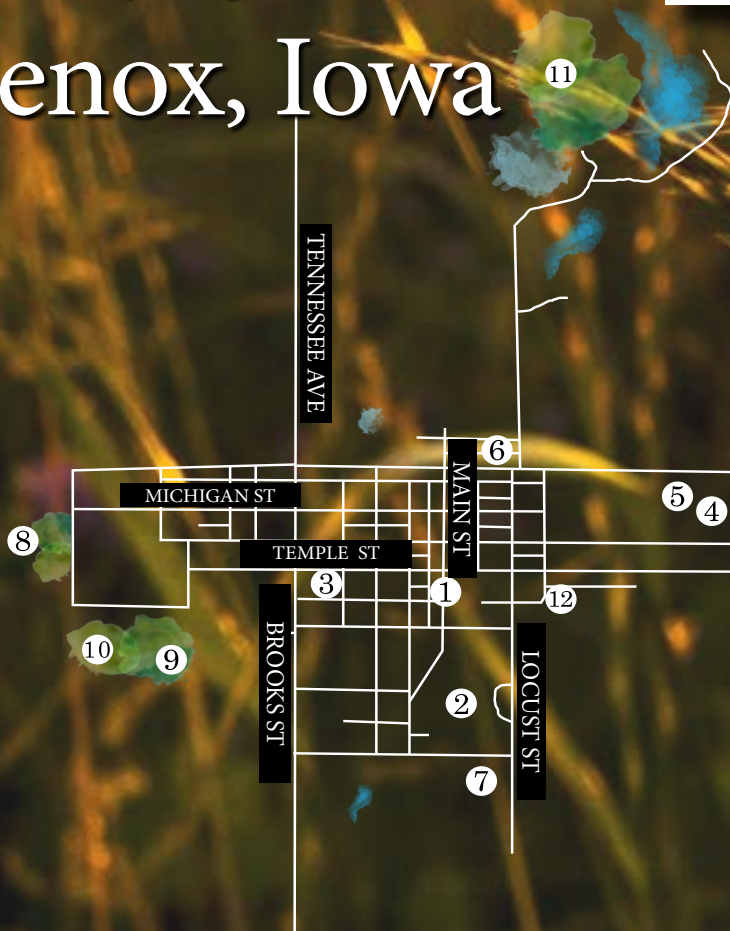 enox, Iowa
11
TENNESSEE AVE
6
MAIN ST
MICHIGAN ST
5
4
8
TEMPLE ST
3
1
12
BROOKS ST
LOCUST ST
10
9
2
7